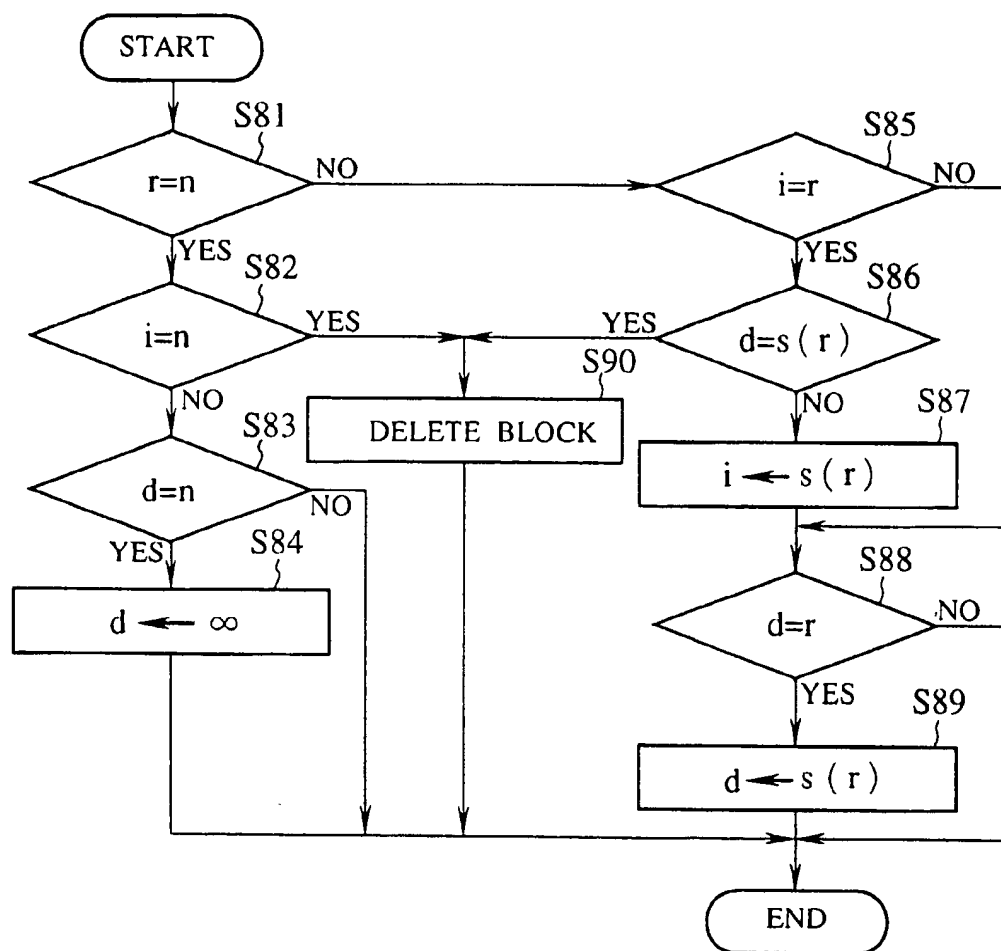 START
S81
r=n
NO
YES
S82
i=n
YES
NO
S83
d=n
NO
YES
S84
d ← ∞
S90
DELETE BLOCK
S85
i=r
NO
YES
S86
YES
d=s(r)
NO
S87
i ← s(r)
S88
d=r
NO
YES
S89
d ← s(r)
END